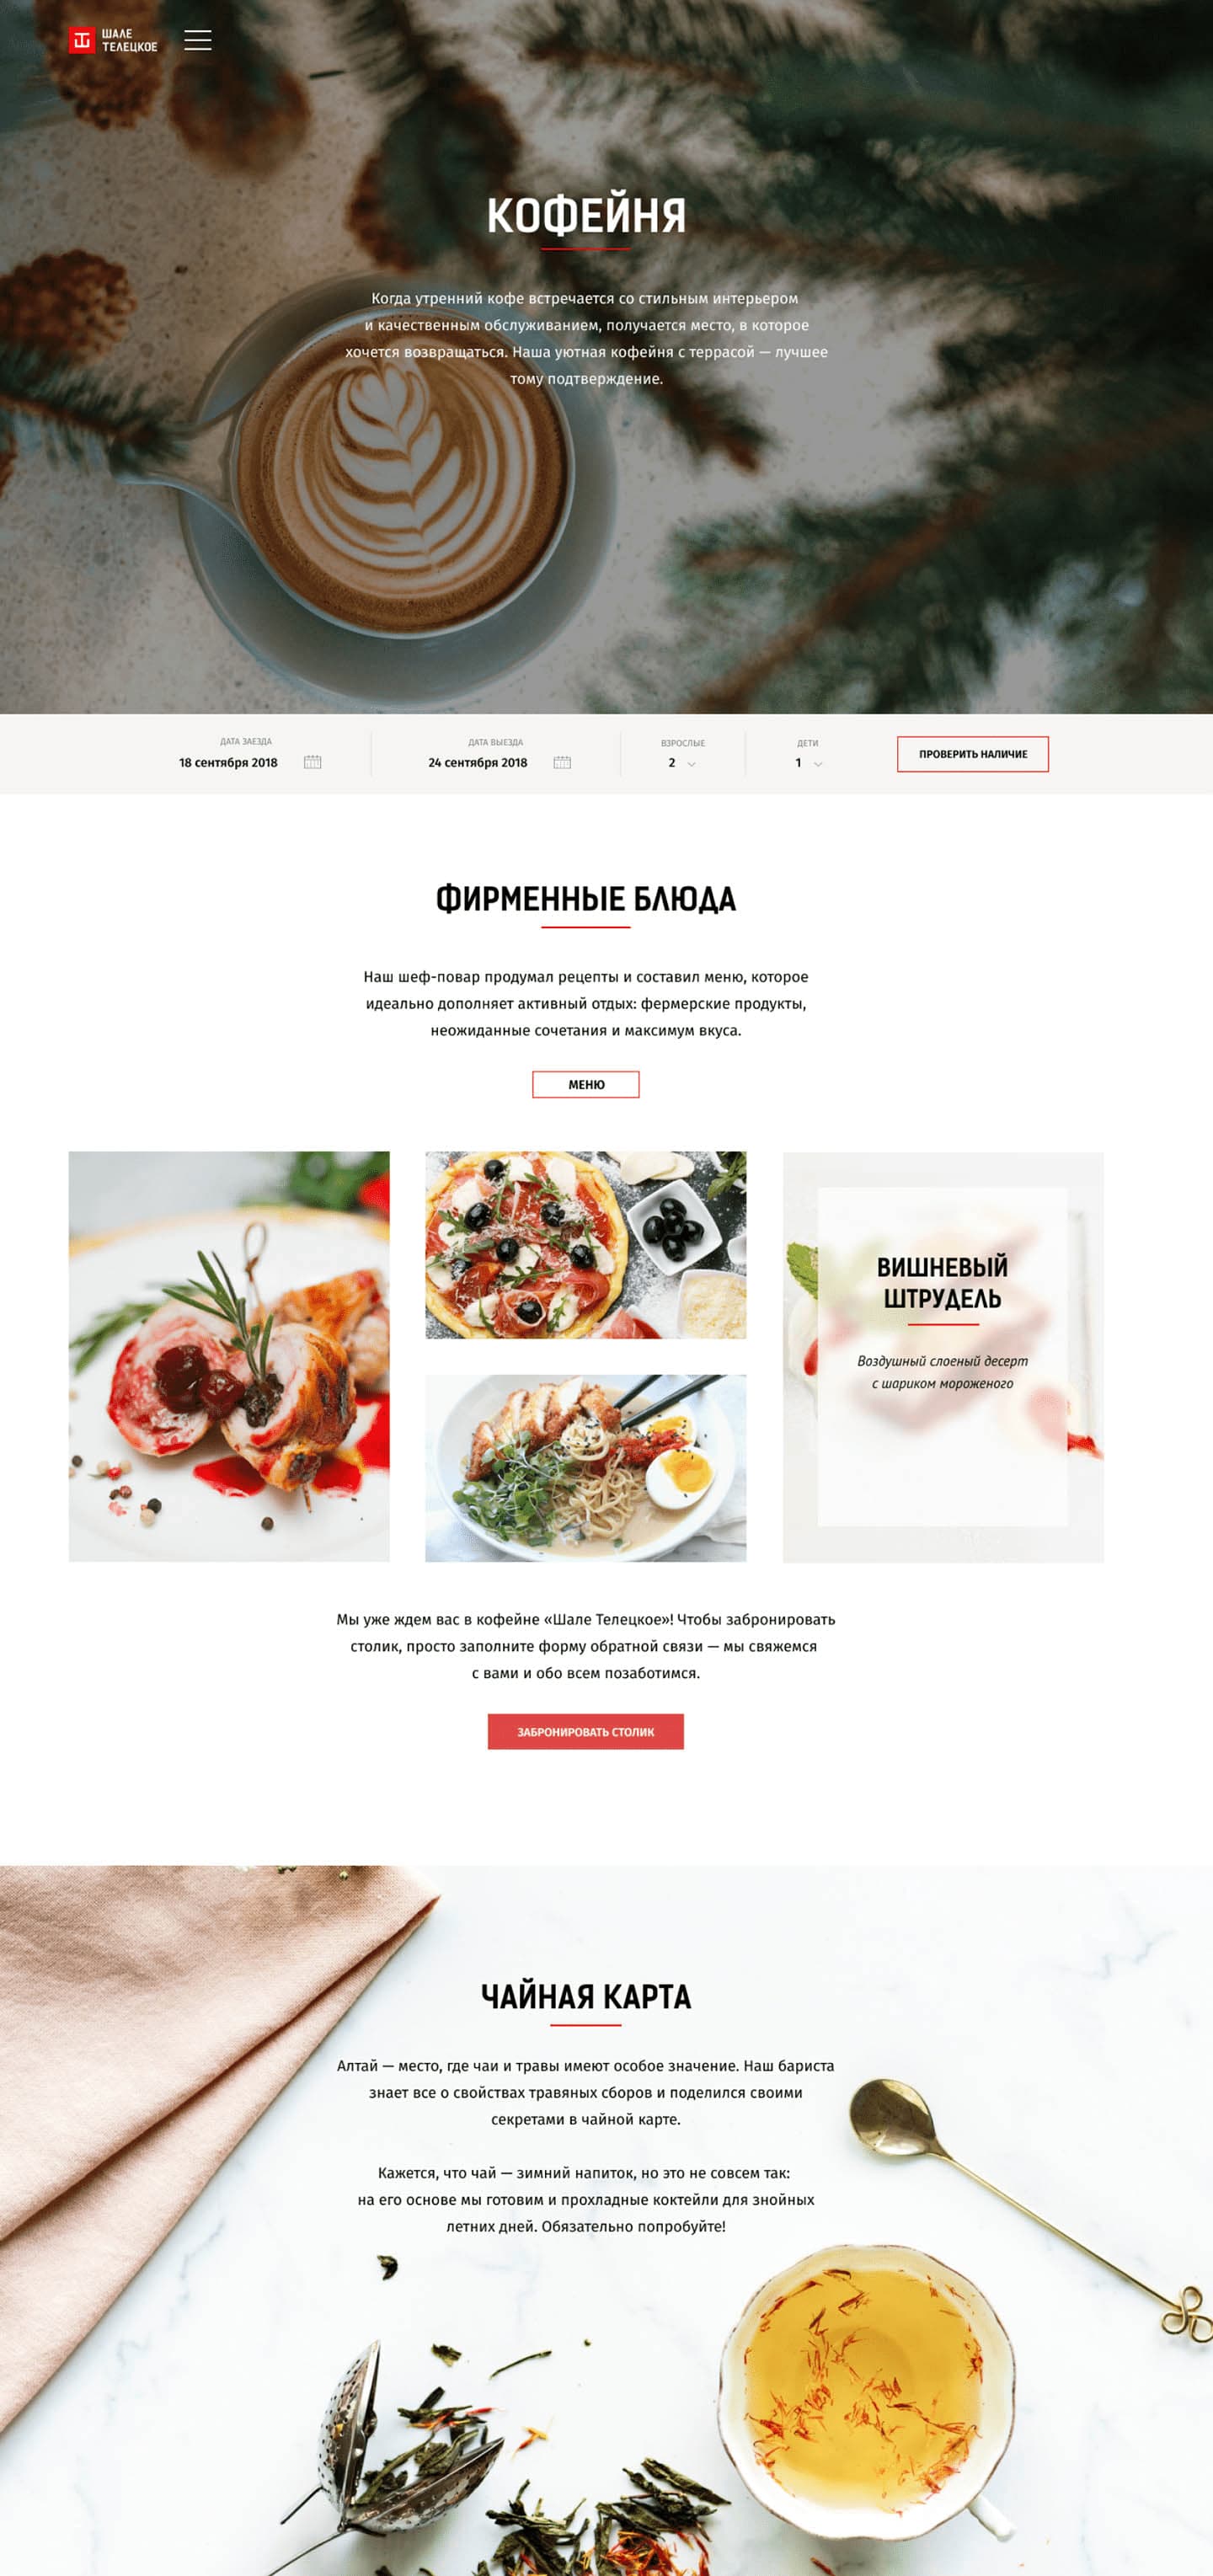 ШАЛЕ
ТЕЛЕЦКОЕ
КОФЕЙНЯ
Когда утренний кофе встречается со стильным интерьером
и качественным обслуживанием, получается место, в которое
хочется возвращаться. Наша уютная кофейня с террасой — лучшее
тому подтверждение.
ДАТА ЗАЕЗДА
18 сентября 2018
ДАТА ВЫЕЗДА
24 сентября 2018
ВЗРОСЛЫЕ
2
ДЕТИ
1
ПРОВЕРИТЬ НАЛИЧИЕ
ФИРМЕННЫЕ БЛЮДА
Наш шеф-повар продумал рецепты и составил меню, которое
идеально дополняет активный отдых: фермерские продукты,
неожиданные сочетания и максимум вкуса.
МЕНЮ
ВИШНЕВЫЙ
ШТРУДЕЛЬ
Воздушный слоеный десерт
с шариком мороженого
Мы уже ждем вас в кофейне «Шале Телецкое»! Чтобы забронировать
столик, просто заполните форму обратной связи — мы свяжемся
с вами и обо всем позаботимся.
ЗАБРОНИРОВАТЬ СТОЛИК
ЧАЙНАЯ КАРТА
Алтай — место, где чаи и травы имеют особое значение. Наш бариста
знает все о свойствах травяных сборов и поделился своими
секретами в чайной карте.
Кажется, что чай — зимний напиток, но это не совсем так:
на его основе мы готовим и прохладные коктейли для знойных
летних дней. Обязательно попробуйте!